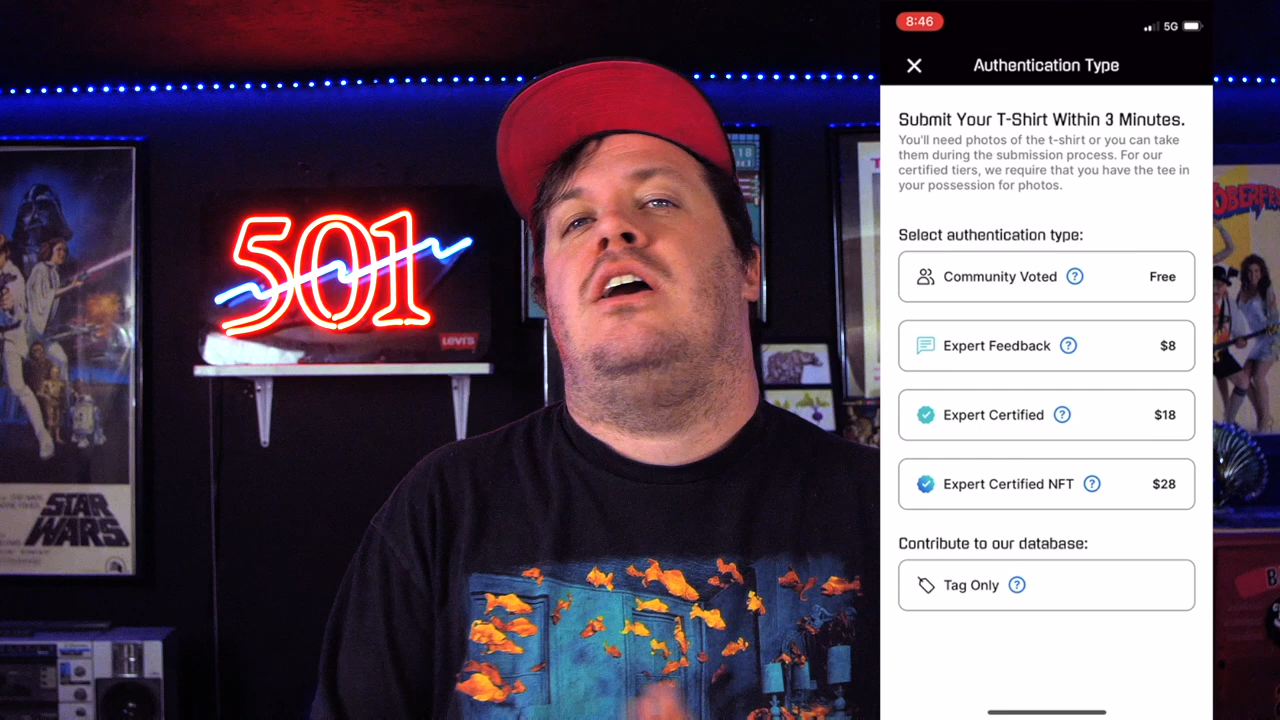 501
LEVI'S
STAR
WARS
8:46
5G
Authentication Type
Submit Your T-Shirt Within 3 Minutes.
You'll need photos of the t-shirt or you can take
them during the submission process. For our
certified tiers, we require that you have the tee in
your possession for photos.
Select authentication type:
Community Voted ? Free
Expert Feedback ? $8
Expert Certified ? $18
Expert Certified NFT ? $28
Contribute to our database:
Tag Only ?